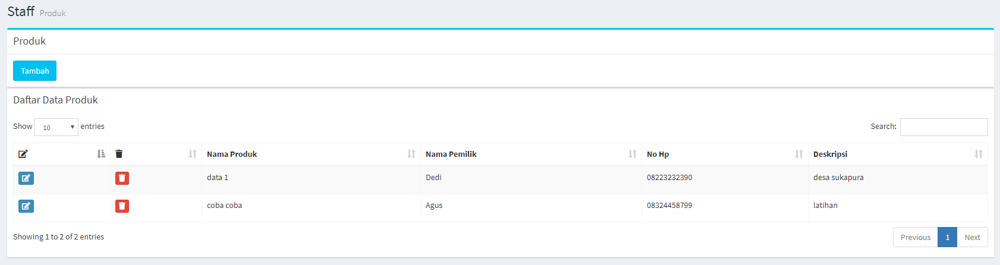 Staff Produk
Produk
Tambah
Daftar Data Produk
Show 10 entries Search:
Nama Produk Nama Pemilik No Hp Deskripsi
data 1 Dedi 08223232390 desa sukapura
coba coba Agus 08324458799 latihan
Showing 1 to 2 of 2 entries Previous 1 Next